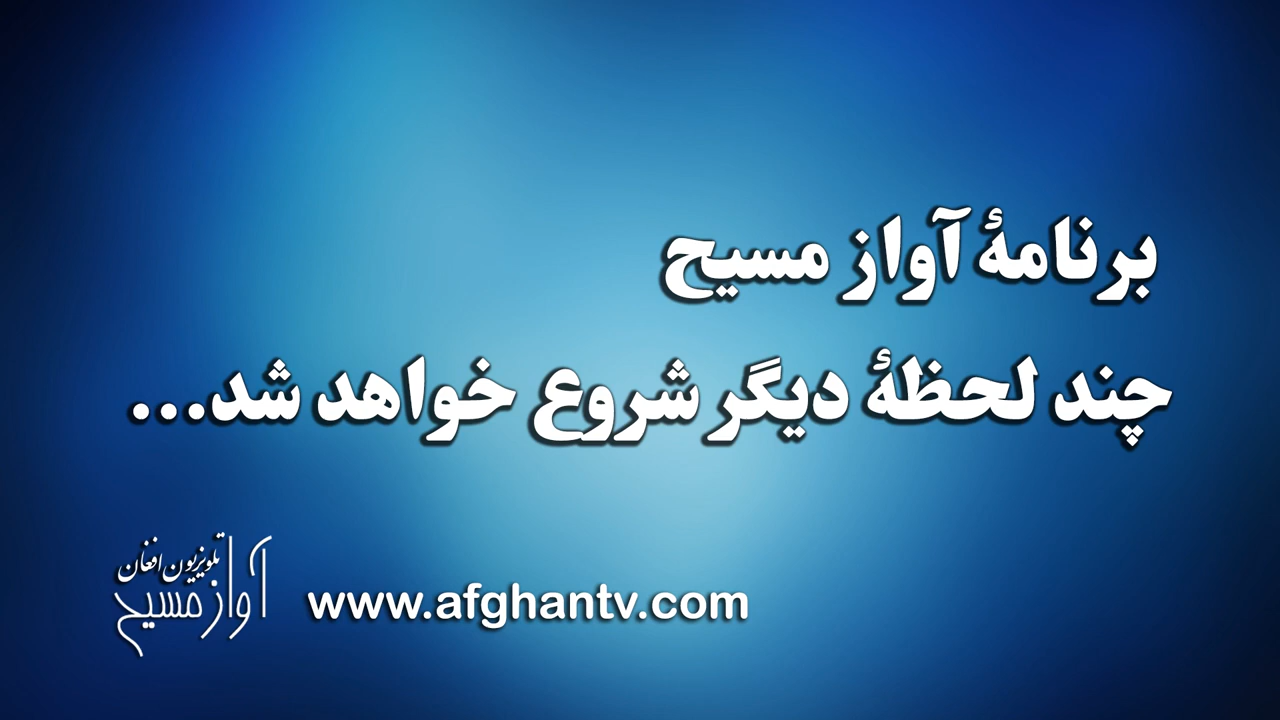 برنامهٔ آواز مسیح
چند لحظهٔ دیگر شروع خواهد شد...
تلویزیون افغان
آواز مسیح
www.afghantv.com